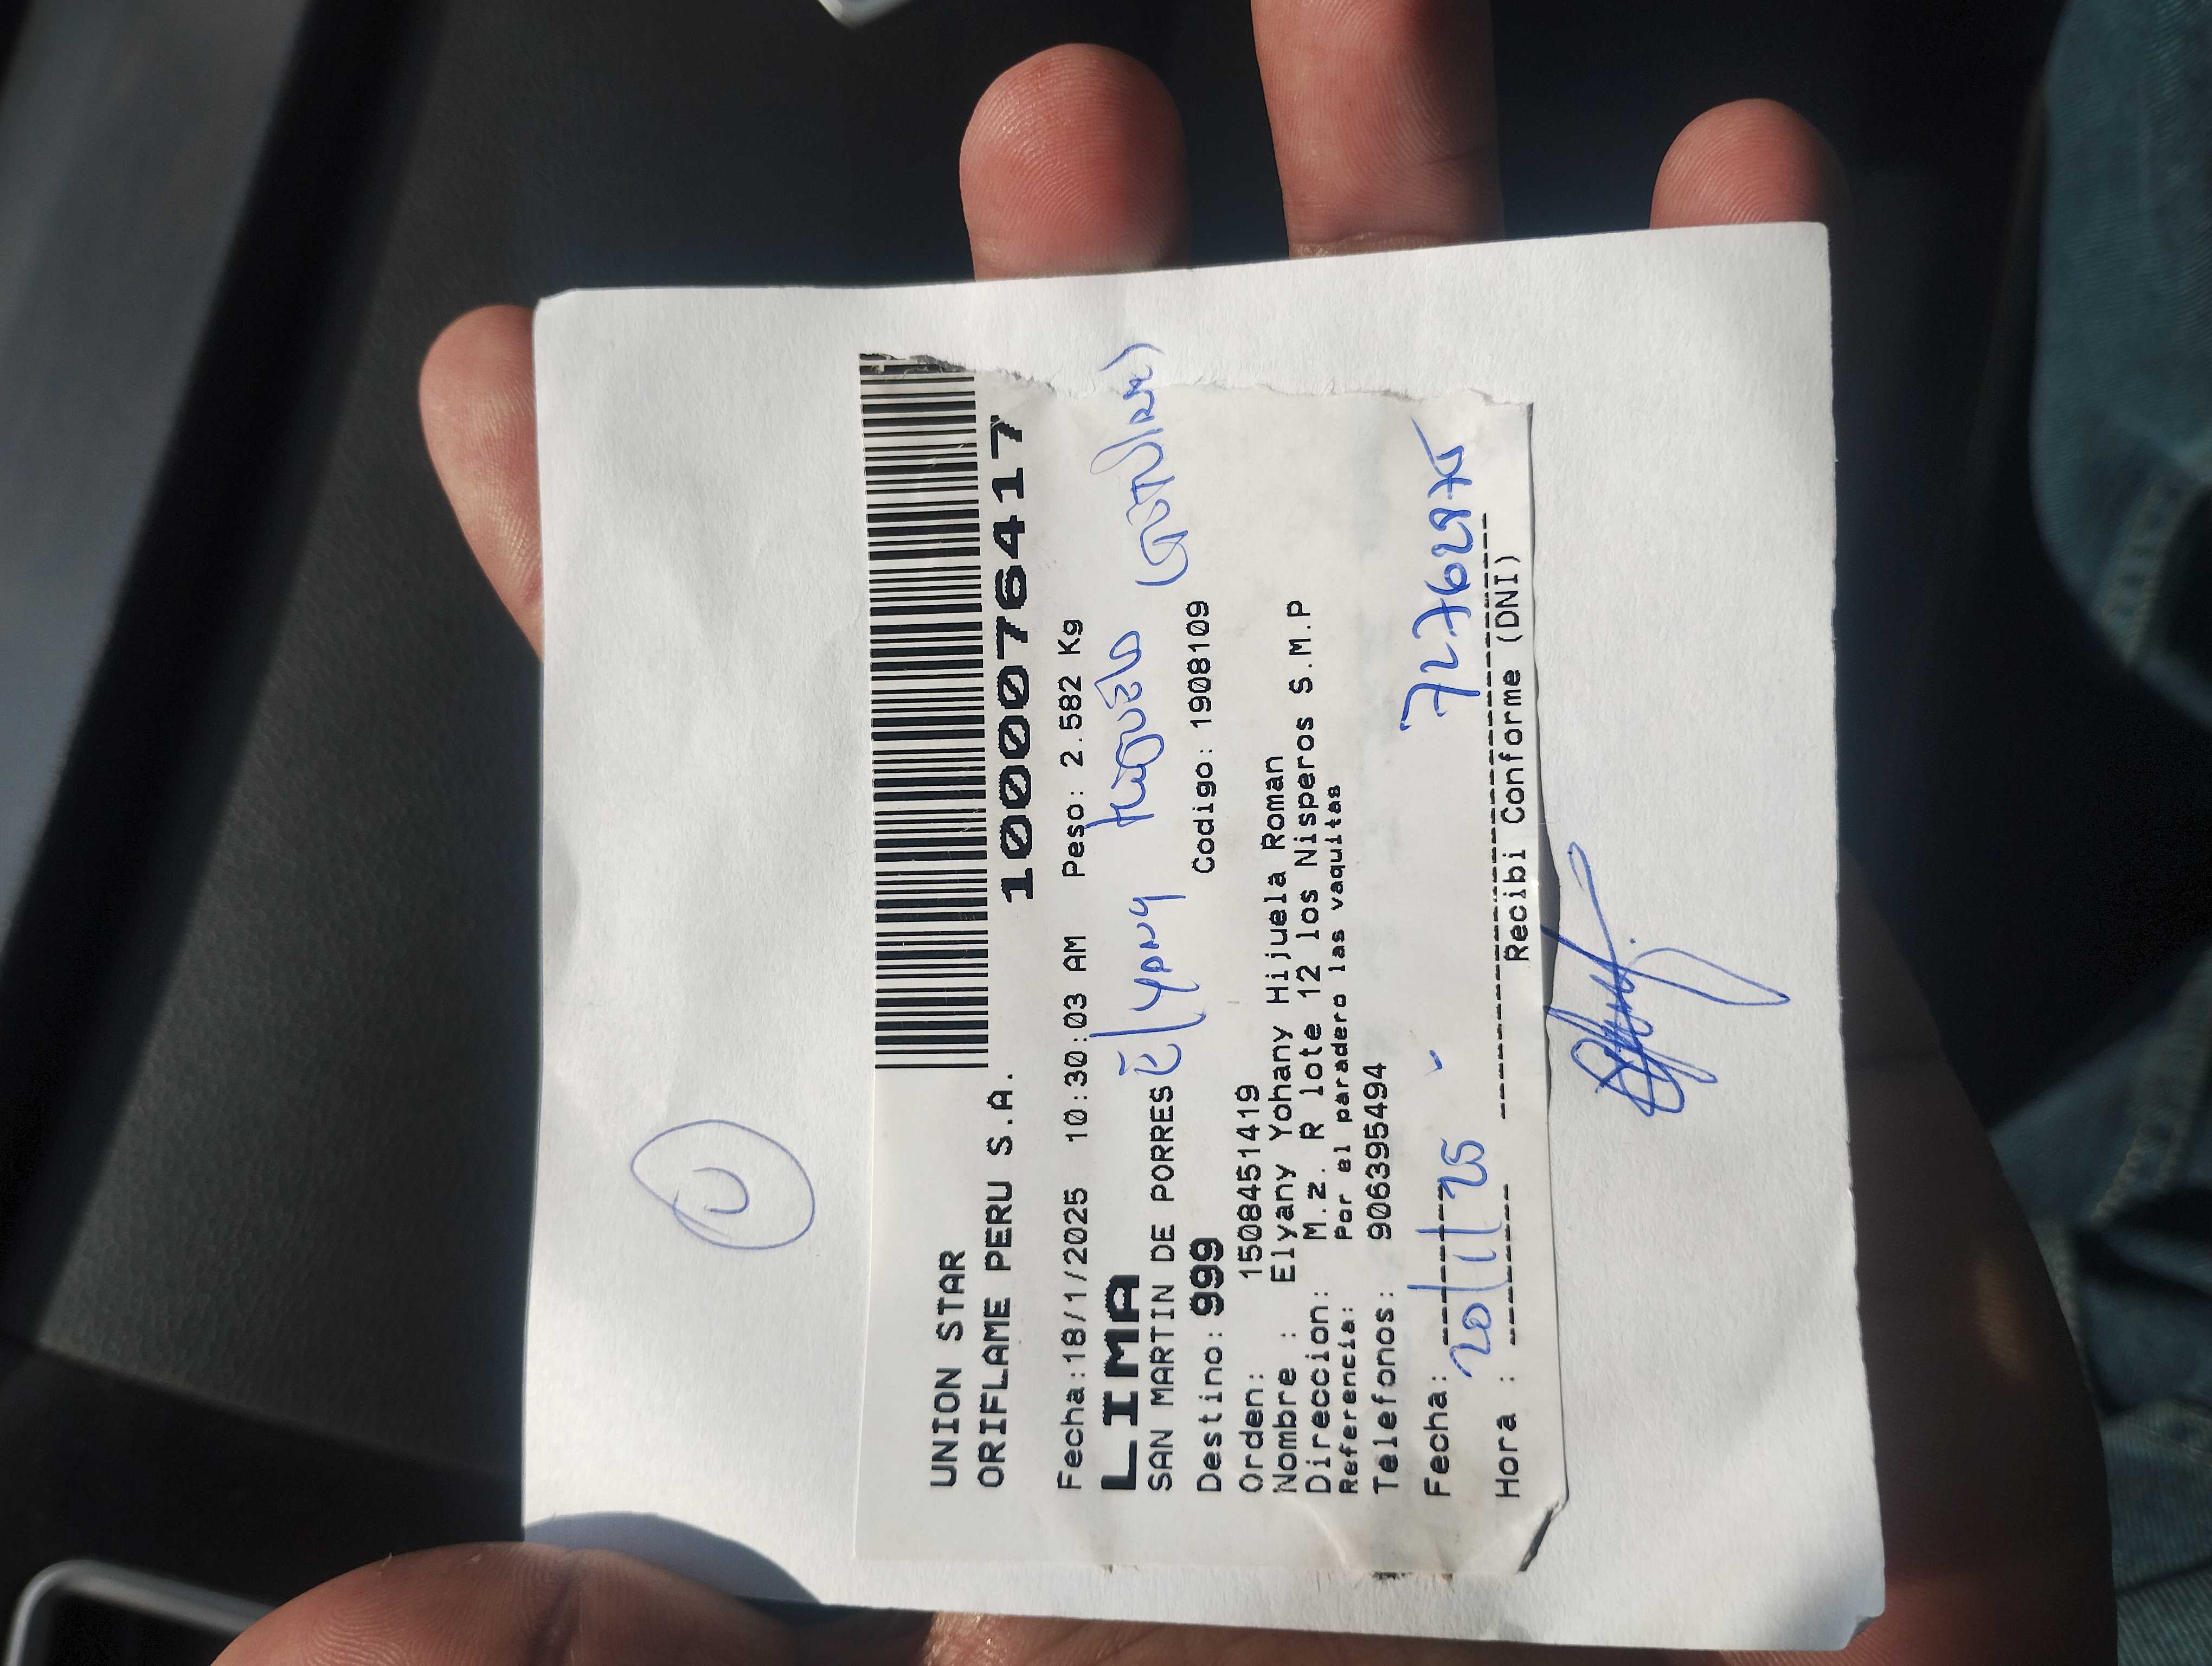 UNION STAR
ORIFLAME PERU S.A.
1000076417
Fecha:18/1/2025 10:30:03 AM Peso: 2.582 Kg
LIMA
SAN MARTIN DE PORRES
Elyany
Destino:999 Codigo:1908109
Orden: 1508451419
Nombre : Elyany Yohany Hijuela Roman
Direccion: M.z. R lote 12 los Nisperos S.M.P
Referencia: Por el paradero las vaquitas
Telefonos: 906395494
Fecha: 20/1/25
72762975
Hora :
Recibi Conforme (DNI)